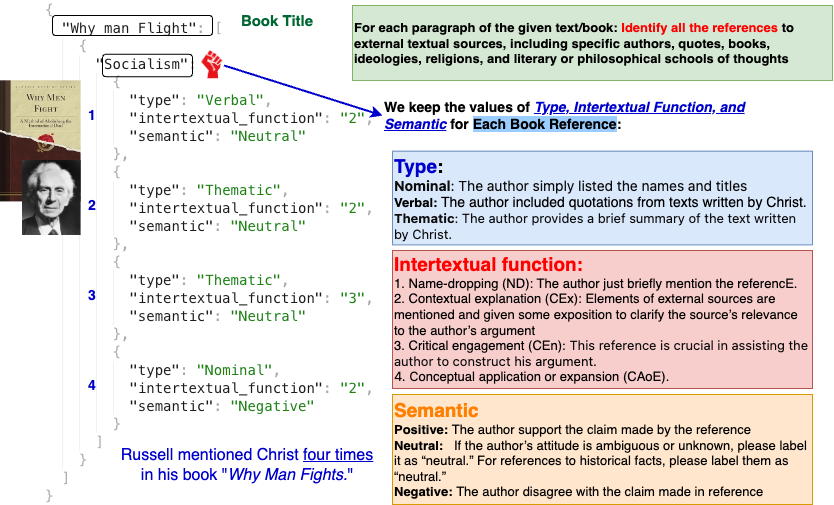 {
"Why man Flight": [
Book Title
{
"Socialism":
{
1
"type": "Verbal",
"intertextual_function": "2",
"semantic": "Neutral"
},
{
2
"type": "Thematic",
"intertextual_function": "2",
"semantic": "Neutral"
},
{
3
"type": "Thematic",
"intertextual_function": "3",
"semantic": "Neutral"
},
{
4
"type": "Nominal",
"intertextual_function": "2",
"semantic": "Negative"
}
]
}
]
}
WHY MEN
FIGHT
Russell mentioned Christ four times
in his book "Why Man Fights."
For each paragraph of the given text/book: Identify all the references to
external textual sources, including specific authors, quotes, books,
ideologies, religions, and literary or philosophical schools of thoughts
We keep the values of Type, Intertextual Function, and
Semantic for Each Book Reference:
Type:
Nominal: The author simply listed the names and titles
Verbal: The author included quotations from texts written by Christ.
Thematic: The author provides a brief summary of the text written
by Christ.
Intertextual function:
1. Name-dropping (ND): The author just briefly mention the referencE.
2. Contextual explanation (CEx): Elements of external sources are
mentioned and given some exposition to clarify the source's relevance
to the author's argument
3. Critical engagement (CEn): This reference is crucial in assisting the
author to construct his argument.
4. Conceptual application or expansion (CAoE).
Semantic
Positive: The author support the claim made by the reference
Neutral: If the author's attitude is ambiguous or unknown, please label
it as “neutral.” For references to historical facts, please label them as
“neutral.”
Negative: The author disagree with the claim made in reference